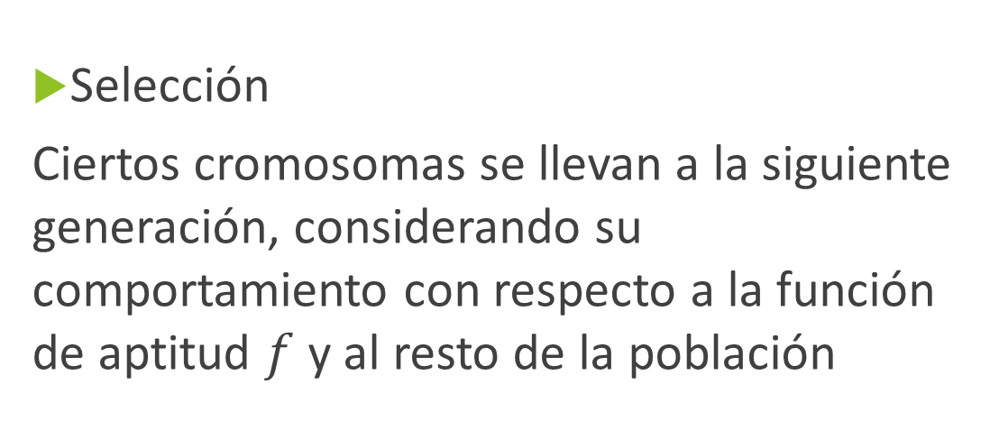 Selección
Ciertos cromosomas se llevan a la siguiente
generación, considerando su
comportamiento con respecto a la función
de aptitud f y al resto de la población